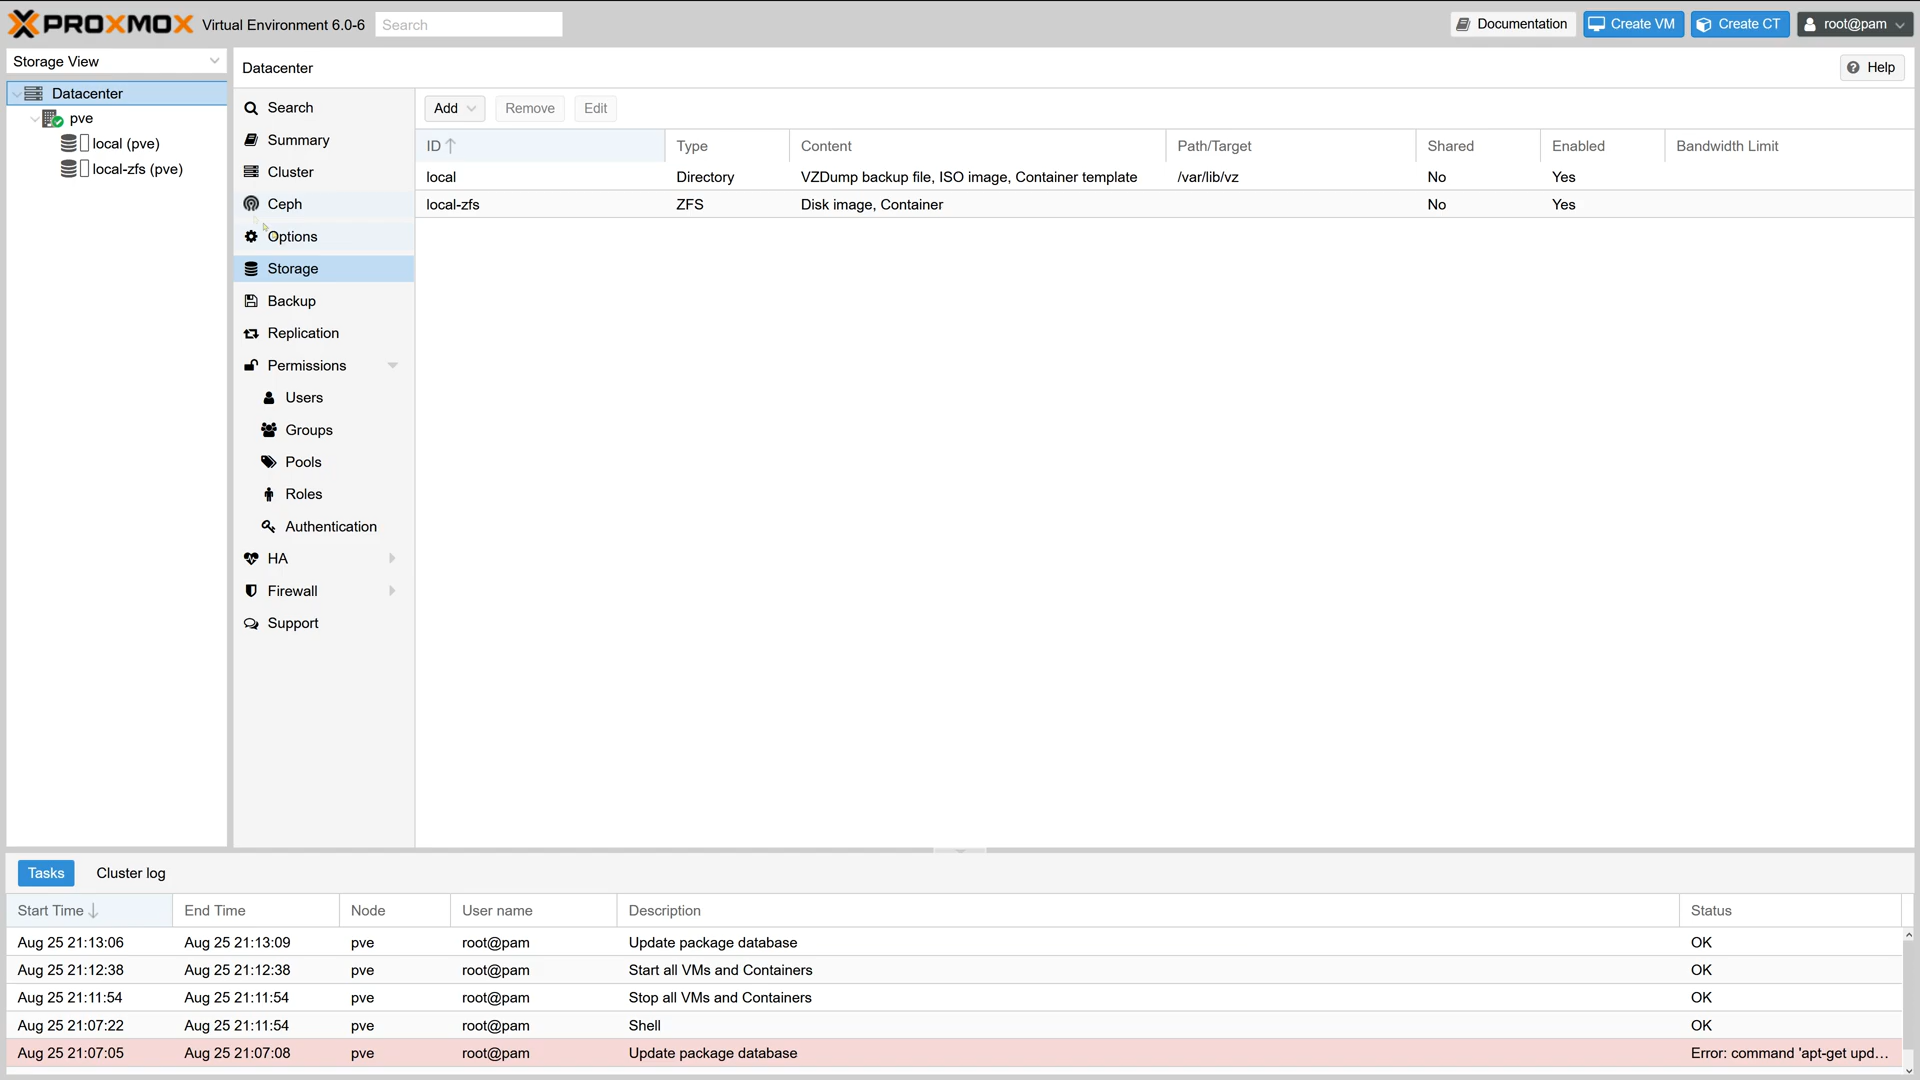 PROXMOX Virtual Environment 6.0-6 Search Documentation Create VM Create CT root@pam
Storage View
Datacenter
pve
local (pve)
local-zfs (pve)
Datacenter Help
Search
Summary
Cluster
Ceph
Options
Storage
Backup
Replication
Permissions
Users
Groups
Pools
Roles
Authentication
HA
Firewall
Support
Add Remove Edit
ID Type Content Path/Target Shared Enabled Bandwidth Limit
local Directory VZDump backup file, ISO image, Container template /var/lib/vz No Yes
local-zfs ZFS Disk image, Container No Yes
Tasks Cluster log
Start Time End Time Node User name Description Status
Aug 25 21:13:06 Aug 25 21:13:09 pve root@pam Update package database OK
Aug 25 21:12:38 Aug 25 21:12:38 pve root@pam Start all VMs and Containers OK
Aug 25 21:11:54 Aug 25 21:11:54 pve root@pam Stop all VMs and Containers OK
Aug 25 21:07:22 Aug 25 21:11:54 pve root@pam Shell OK
Aug 25 21:07:05 Aug 25 21:07:08 pve root@pam Update package database Error: command 'apt-get upd...